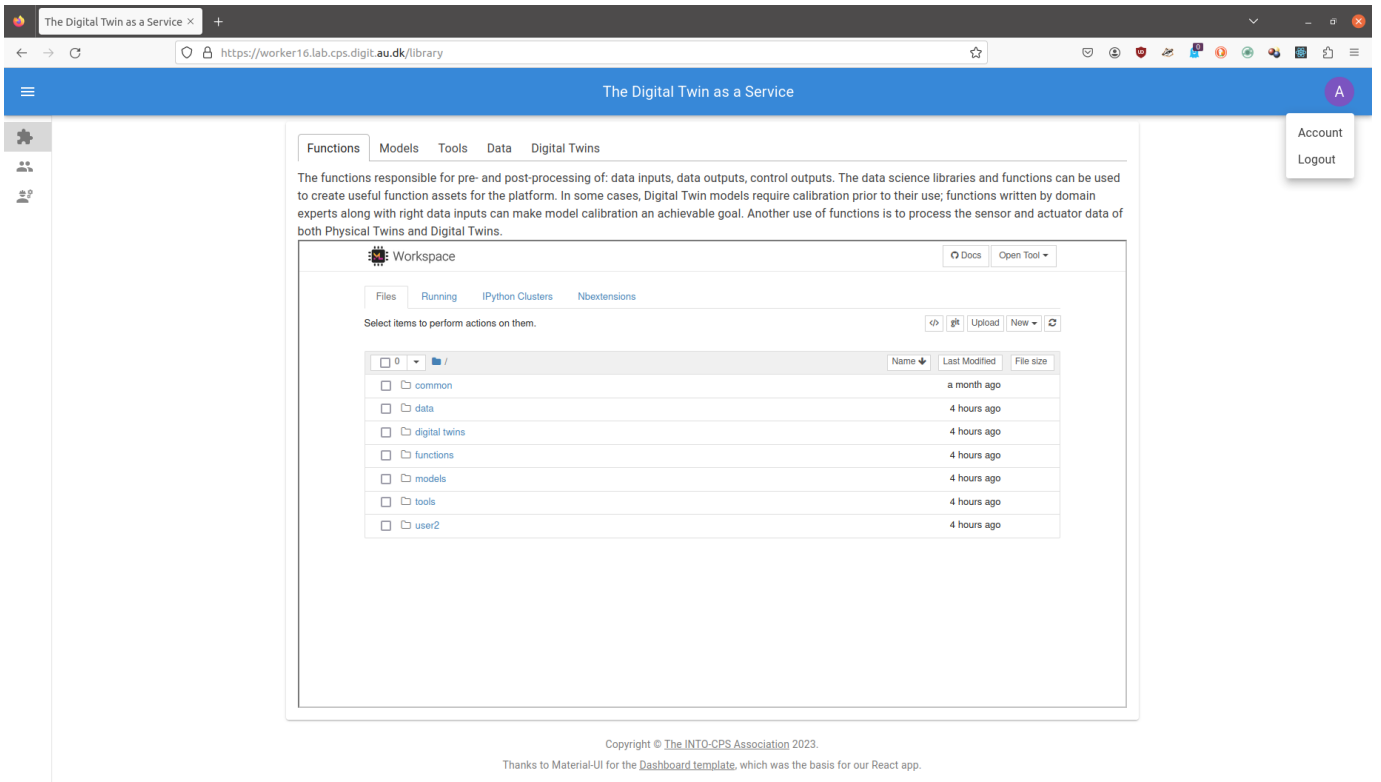 The Digital Twin as a Service
https://worker16.lab.cps.digit.au.dk/library
The Digital Twin as a Service
A
Account
Logout
Functions Models Tools Data Digital Twins
The functions responsible for pre- and post-processing of: data inputs, data outputs, control outputs. The data science libraries and functions can be used
to create useful function assets for the platform. In some cases, Digital Twin models require calibration prior to their use; functions written by domain
experts along with right data inputs can make model calibration an achievable goal. Another use of functions is to process the sensor and actuator data of
both Physical Twins and Digital Twins.
Workspace Docs Open Tool
Files Running IPython Clusters Nbextensions
Select items to perform actions on them. </> git Upload New
0 / Name Last Modified File size
common a month ago
data 4 hours ago
digital twins 4 hours ago
functions 4 hours ago
models 4 hours ago
tools 4 hours ago
user2 4 hours ago
Copyright © The INTO-CPS Association 2023.
Thanks to Material-UI for the Dashboard template, which was the basis for our React app.